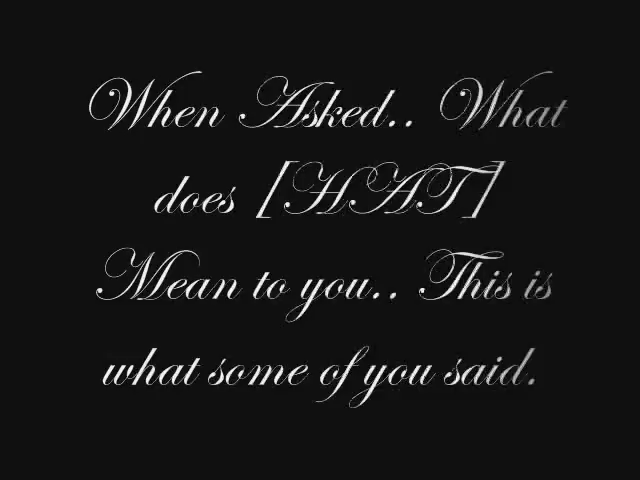 When Asked.. What
does [HAT]
Mean to you.. This is
what some of you said.